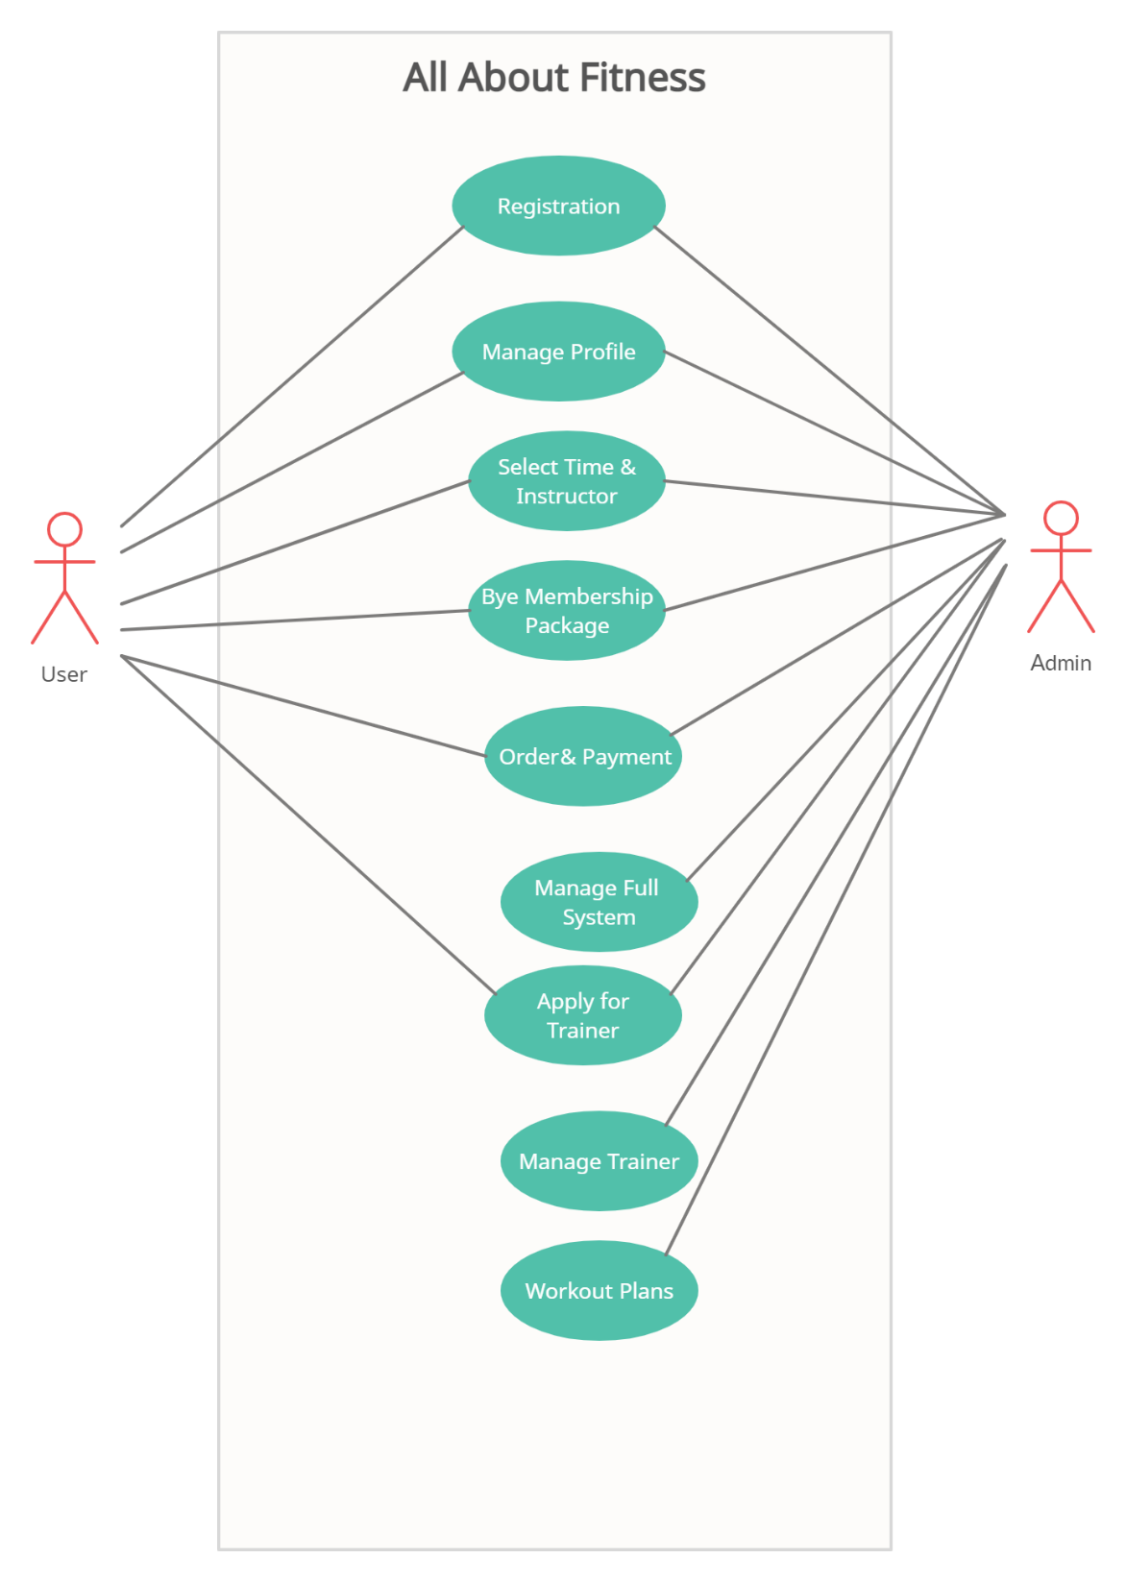 All About Fitness
Registration
Manage Profile
Select Time &
Instructor
Bye Membership
Package
User
Admin
Order& Payment
Manage Full
System
Apply for
Trainer
Manage Trainer
Workout Plans